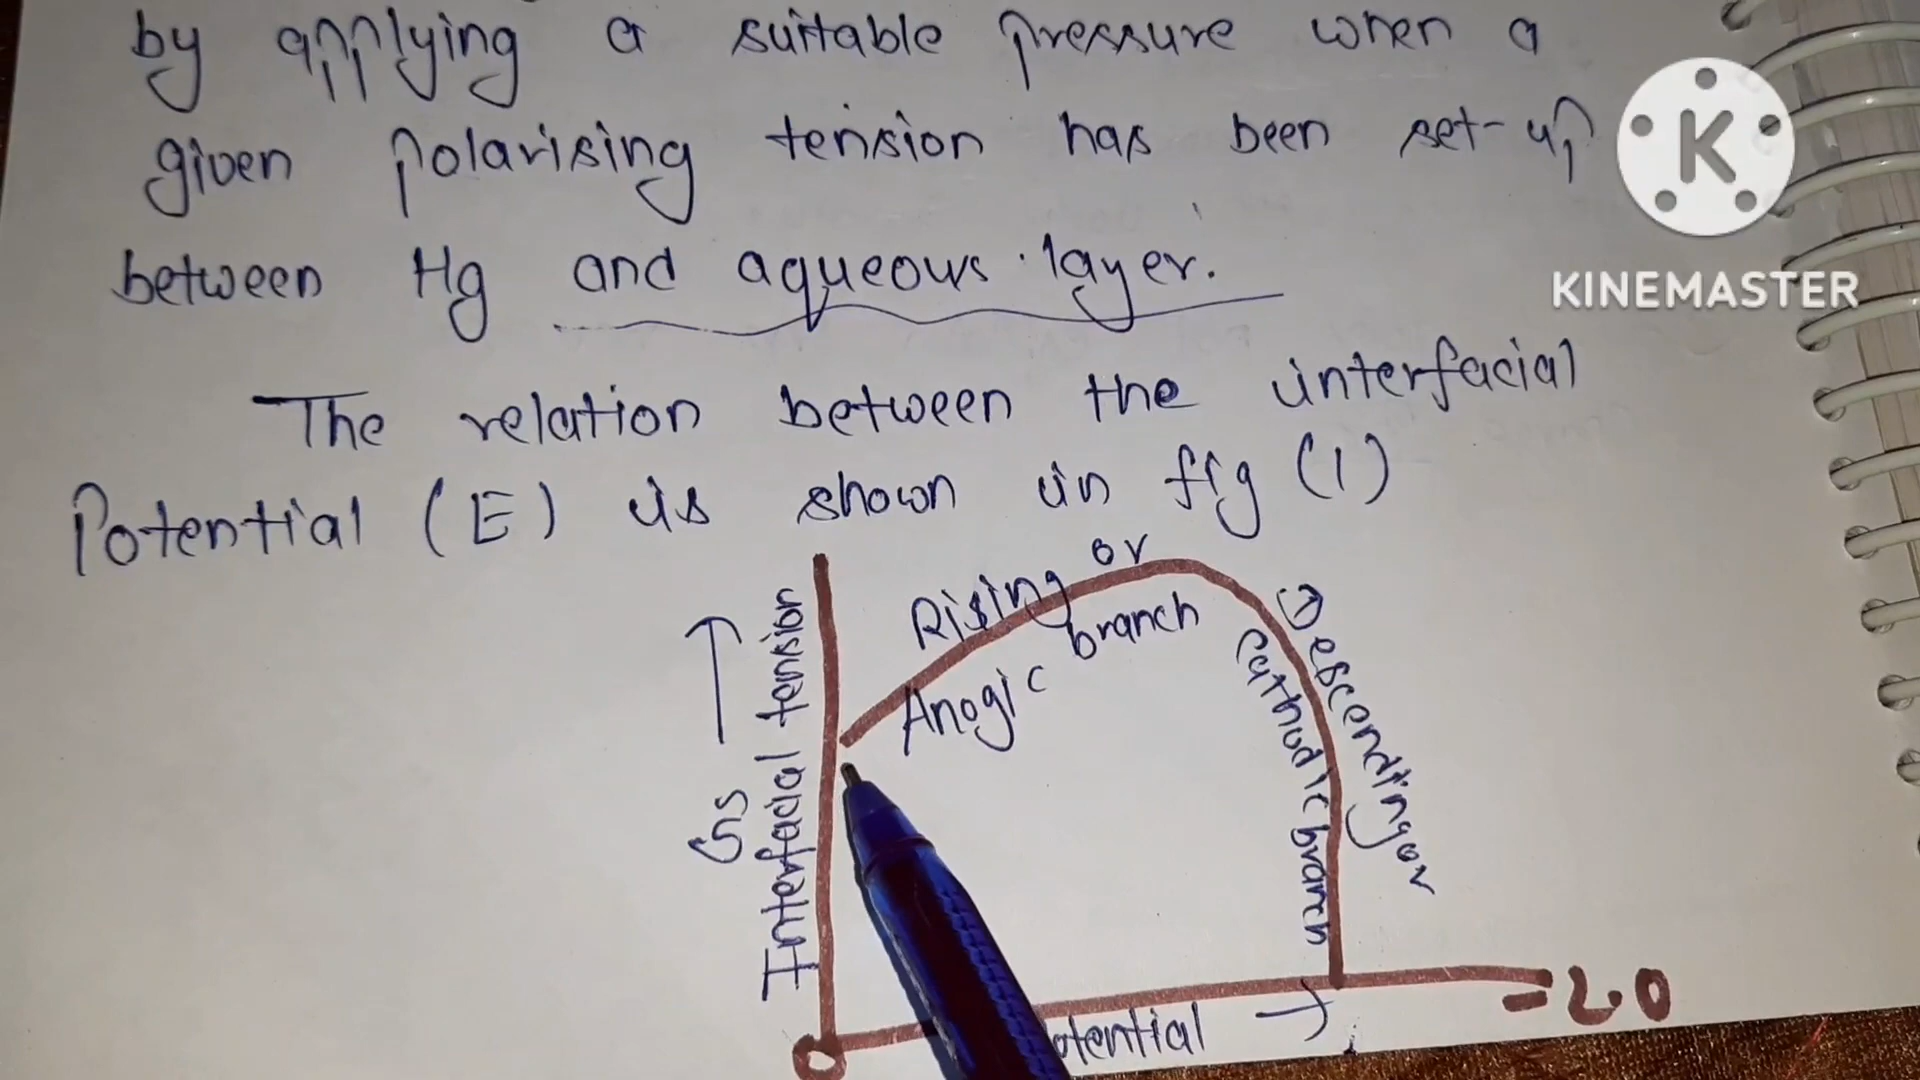 by applying a suitable pressure when a
given polarising tension has been set-up
between Hg and aqueous layer.
The relation between the interfacial
Potential (E) is shown in fig (1)
Rising or
Anogic branch
Descending or
cathodic branch
Interfacial tension
otential
-2.0
K
KINEMASTER